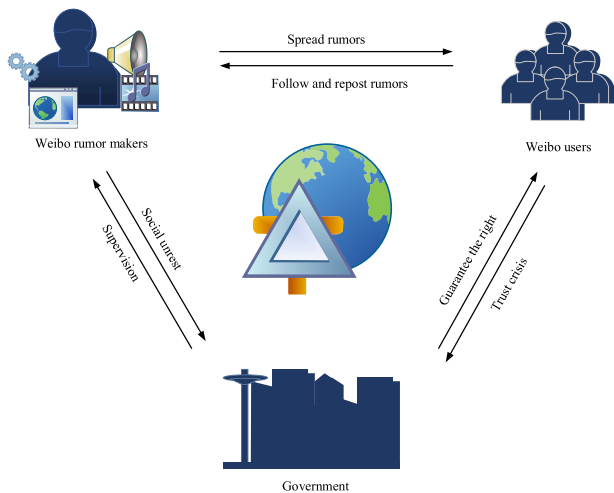 Spread rumors
Follow and repost rumors
Weibo rumor makers
Weibo users
Social unrest
Supervision
Guarantee the right
Trust crisis
Government